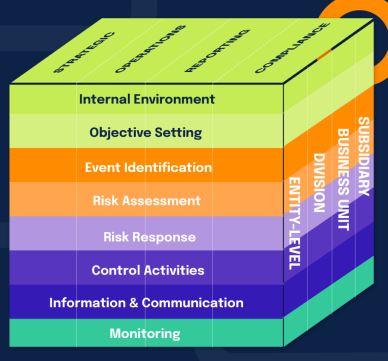 STRATEGIC
OPERATIONS
REPORTING
COMPLIANCE
Internal Environment
Objective Setting
Event Identification
Risk Assessment
Risk Response
Control Activities
Information & Communication
Monitoring
ENTITY-LEVEL
DIVISION
BUSINESS UNIT
SUBSIDIARY